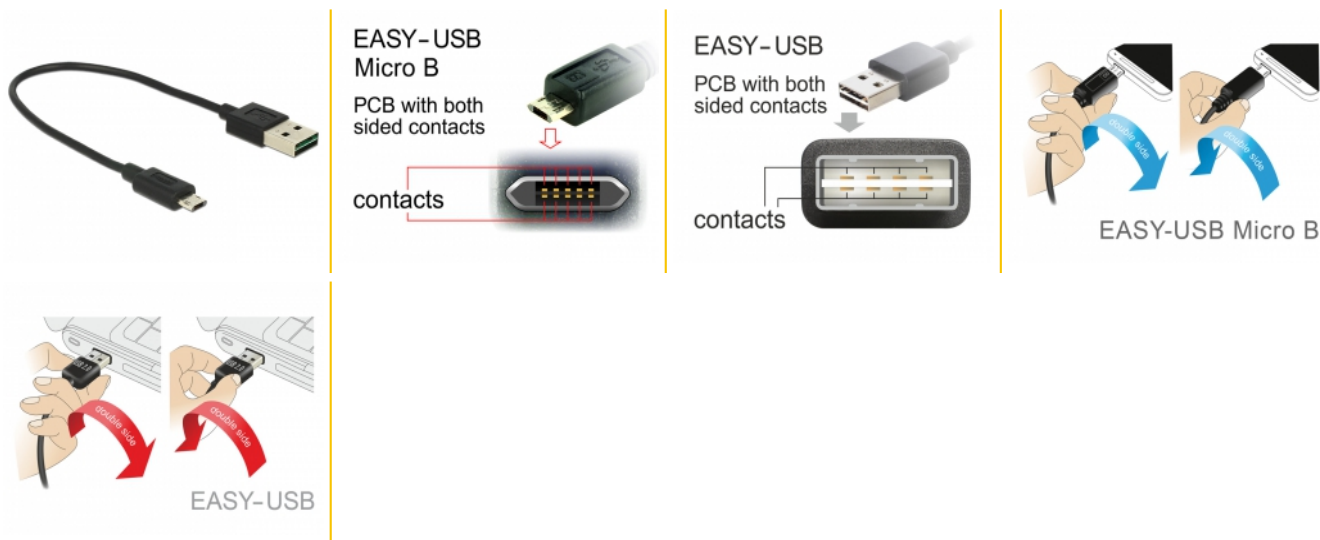 EASY-USB
Micro B
PCB with both
sided contacts
contacts
EASY-USB
PCB with both
sided contacts
contacts
double side
double side
EASY-USB Micro B
double side
double side
EASY-USB